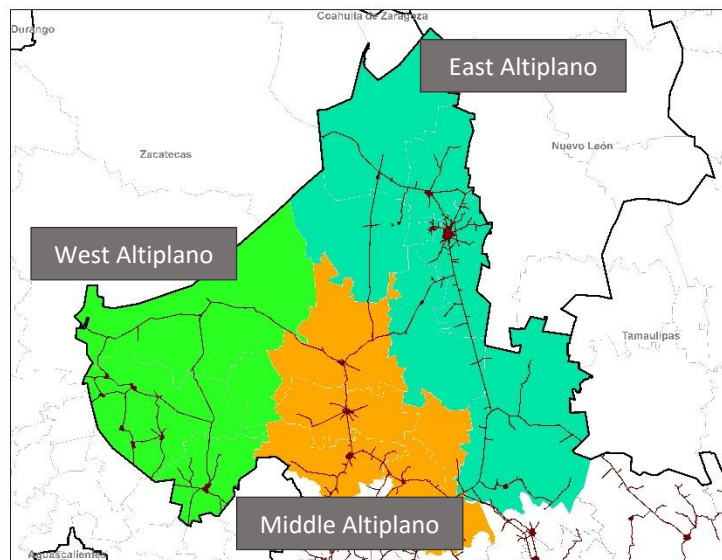 Coahuila de Zaragoza
Durango
East Altiplano
Zacatecas
Nuevo León
West Altiplano
Tamaulipas
Middle Altiplano
Aguascalientes